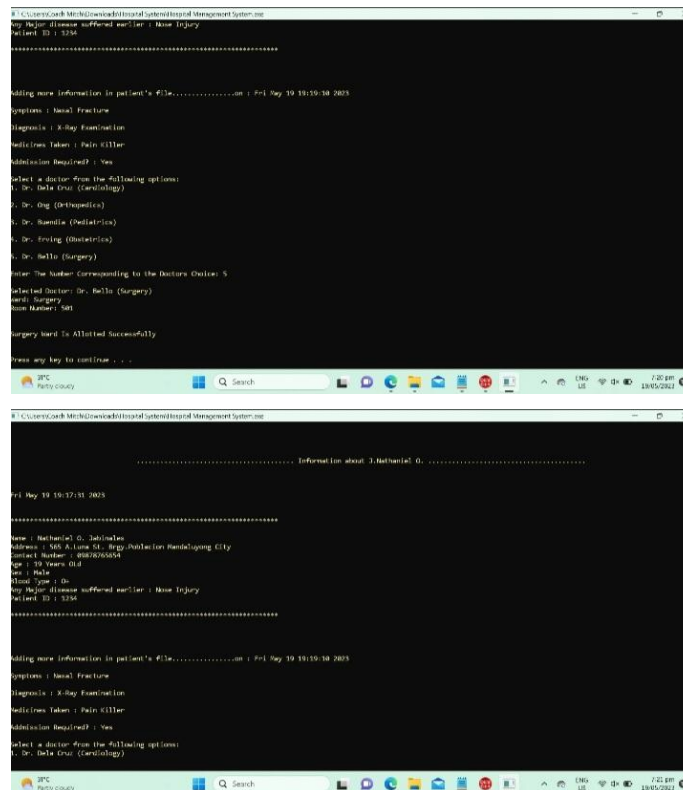 C:\Users\Coach Mitch\Downloads\Hospital System\Hospital Management System.exe
Any Major disease suffered earlier : Nose Injury
Patient ID : 1234
Adding more information in patient's file................on : Fri May 19 19:19:10 2023
Symptoms : Nasal Fracture
Diagnosis : X-Ray Examination
Medicines Taken : Pain Killer
Addmission Required? : Yes
Select a doctor from the following options:
1. Dr. Dela Cruz (Cardiology)
2. Dr. Ong (Orthopedics)
3. Dr. Buendia (Pediatrics)
4. Dr. Erving (Obstetrics)
5. Dr. Bello (Surgery)
Enter The Number Corresponding to the Doctors Choice: 5
Selected Doctor: Dr. Bello (Surgery)
Ward: Surgery
Room Number: 501
Surgery Ward Is Allotted Successfully
Press any key to continue . . .
Partly cloudy
Search
ENG
US
7:20 pm
19/05/2023
C:\Users\Coach Mitch\Downloads\Hospital System\Hospital Management System.exe
........................................ Information about J.Nathaniel O. ........................................
Fri May 19 19:17:31 2023
Name : Nathaniel O. Jabinales
Address : 565 A.Luna St. Brgy.Poblacion Mandaluyong City
Contact Number : 09878765654
Age : 19 Years Old
Sex : Male
Blood Type : O+
Any Major disease suffered earlier : Nose Injury
Patient ID : 1234
Adding more information in patient's file................on : Fri May 19 19:19:10 2023
Symptoms : Nasal Fracture
Diagnosis : X-Ray Examination
Medicines Taken : Pain Killer
Addmission Required? : Yes
Select a doctor from the following options:
1. Dr. Dela Cruz (Cardiology)
Partly cloudy
Search
ENG
US
7:21 pm
19/05/2023